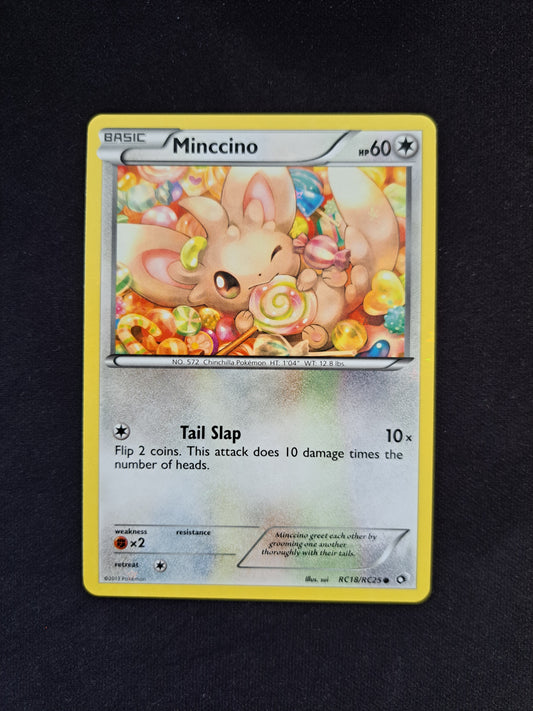 BASIC
Minccino
HP60
NO. 572 Chinchilla Pokémon HT: 1'04" WT: 12.8 lbs.
Tail Slap 10×
Flip 2 coins. This attack does 10 damage times the
number of heads.
weakness resistance
×2
retreat
Minccino greet each other by
grooming one another
thoroughly with their tails.
©2013 Pokémon
Illus. sui RC18/RC25